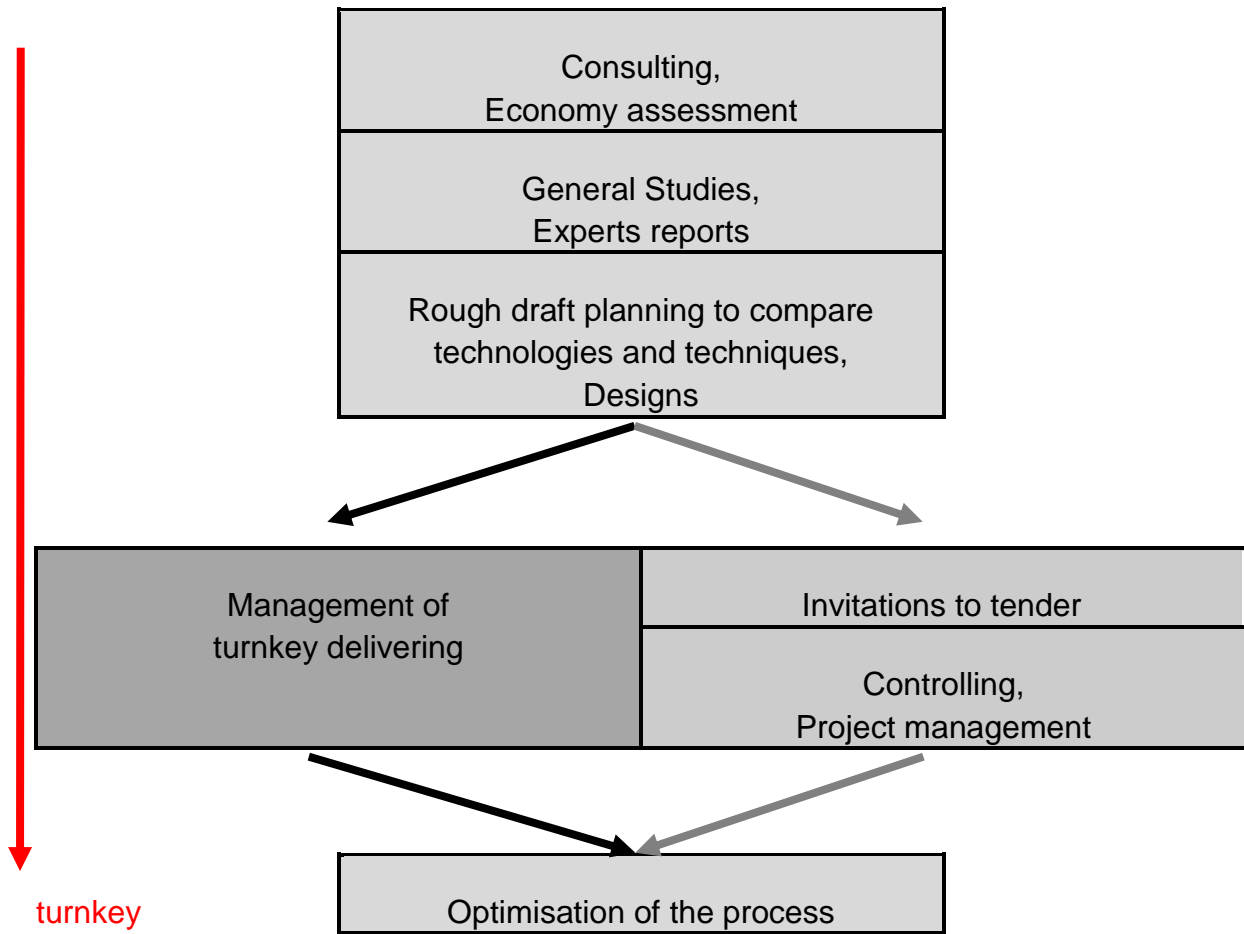 Consulting,
Economy assessment
General Studies,
Experts reports
Rough draft planning to compare
technologies and techniques,
Designs
Management of
turnkey delivering
Invitations to tender
Controlling,
Project management
turnkey
Optimisation of the process